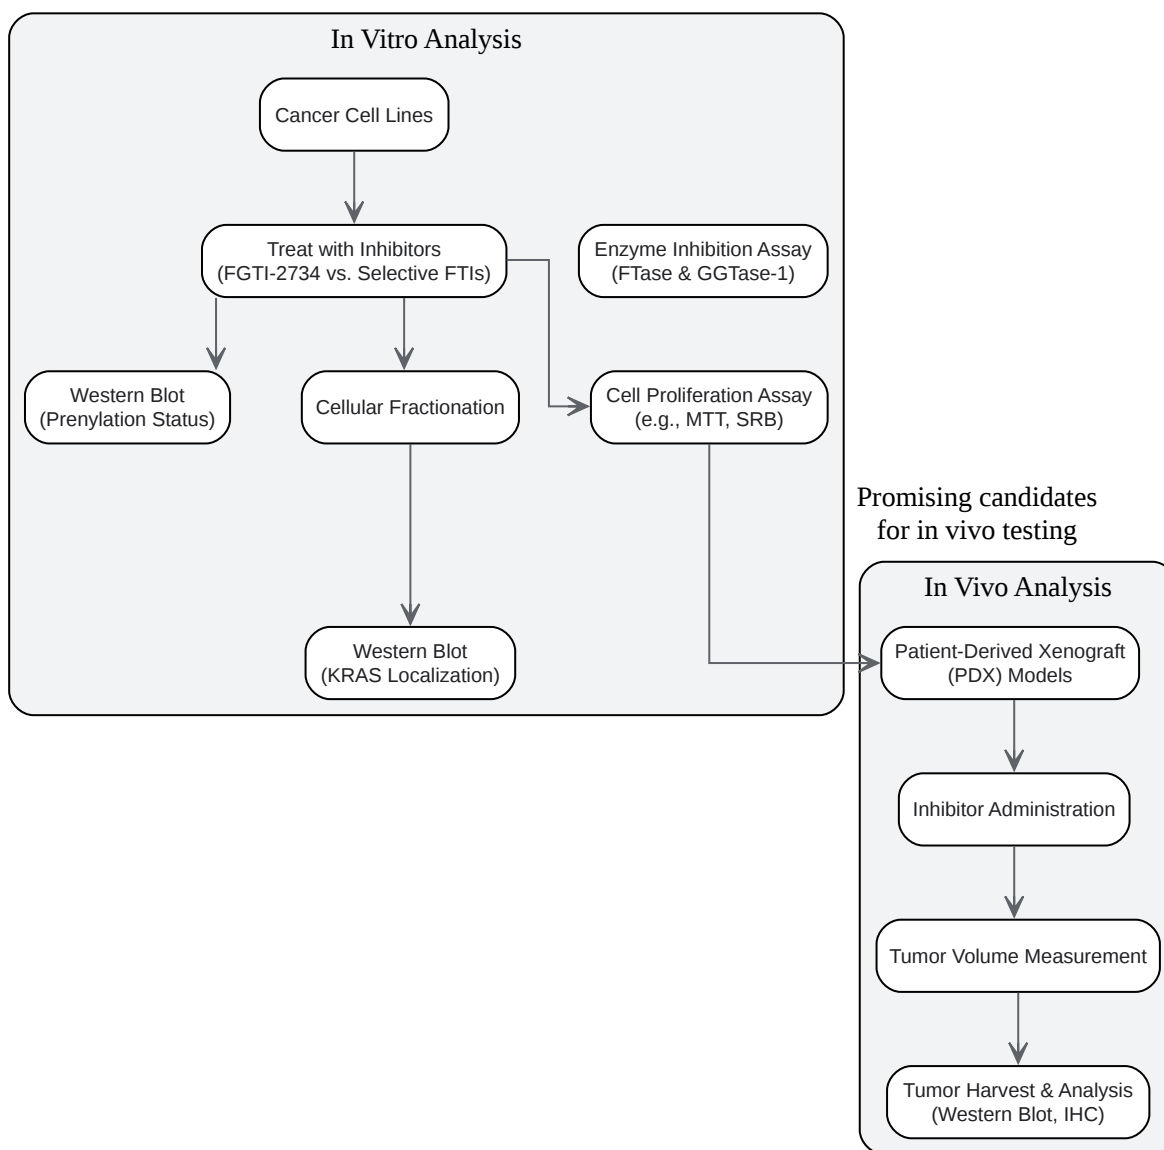 In Vitro Analysis
Cancer Cell Lines
Treat with Inhibitors
(FGTI-2734 vs. Selective FTIs)
Enzyme Inhibition Assay
(FTase & GGTase-1)
Western Blot
(Prenylation Status)
Cellular Fractionation
Cell Proliferation Assay
(e.g., MTT, SRB)
Western Blot
(KRAS Localization)
Promising candidates
for in vivo testing
In Vivo Analysis
Patient-Derived Xenograft
(PDX) Models
Inhibitor Administration
Tumor Volume Measurement
Tumor Harvest & Analysis
(Western Blot, IHC)